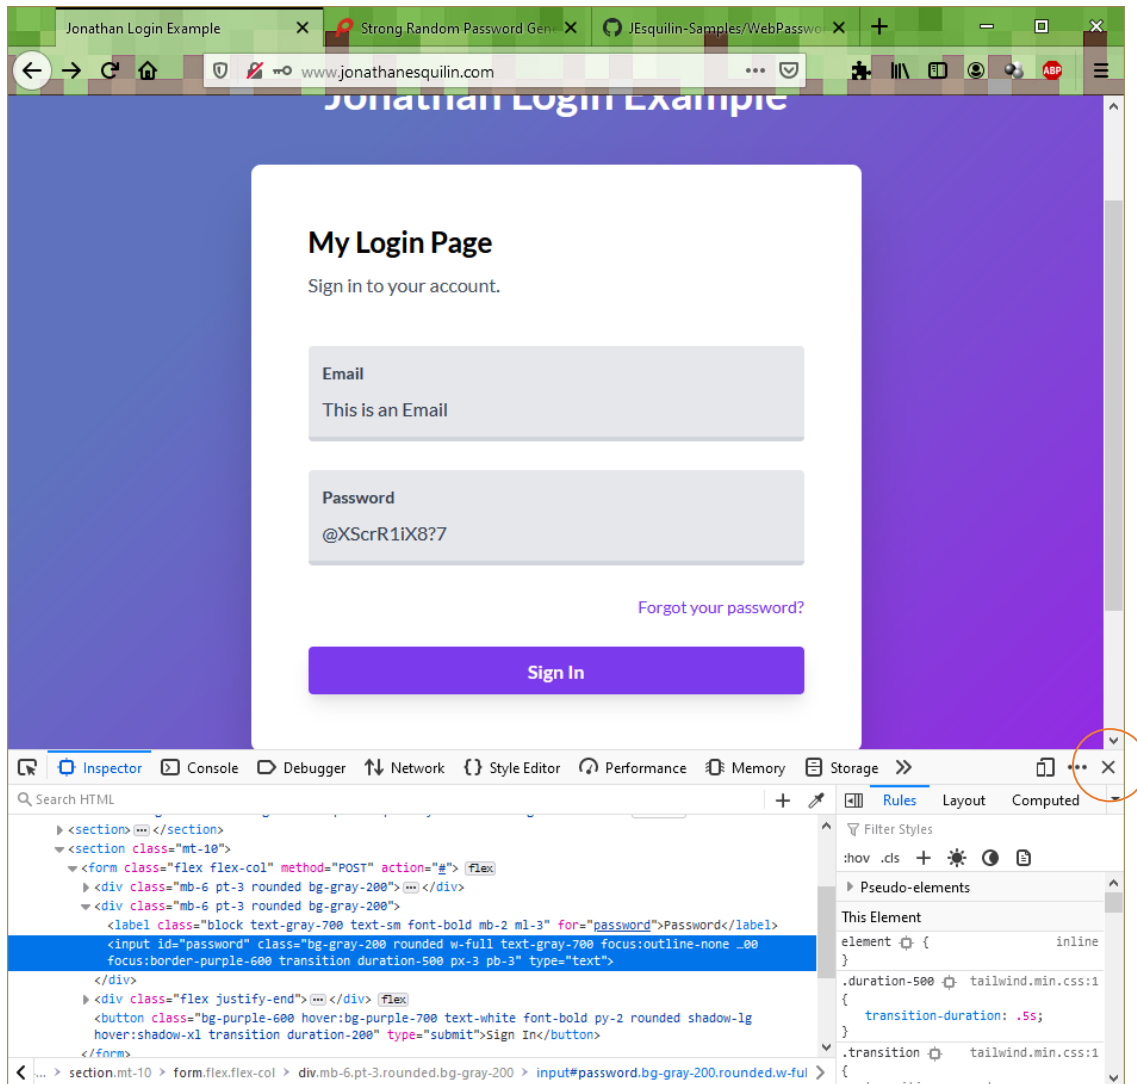 Jonathan Login Example
Strong Random Password Gene
JEsquilin-Samples/WebPasswo
www.jonathanesquilin.com
ABP
Jonathan Login Example
My Login Page
Sign in to your account.
Email
This is an Email
Password
@XScrR1iX8?7
Forgot your password?
Sign In
Inspector Console Debugger Network Style Editor Performance Memory Storage
Search HTML
Rules Layout Computed
Filter Styles
:hov .cls
<section> </section>
<section class="mt-10">
<form class="flex flex-col" method="POST" action="#"> flex
<div class="mb-6 pt-3 rounded bg-gray-200"> </div>
<div class="mb-6 pt-3 rounded bg-gray-200">
<label class="block text-gray-700 text-sm font-bold mb-2 ml-3" for="password">Password</label>
<input id="password" class="bg-gray-200 rounded w-full text-gray-700 focus:outline-none …00
focus:border-purple-600 transition duration-500 px-3 pb-3" type="text">
</div>
<div class="flex justify-end"> </div> flex
<button class="bg-purple-600 hover:bg-purple-700 text-white font-bold py-2 rounded shadow-lg
hover:shadow-xl transition duration-200" type="submit">Sign In</button>
</form>
... > section.mt-10 > form.flex.flex-col > div.mb-6.pt-3.rounded.bg-gray-200 > input#password.bg-gray-200.rounded.w-ful
Pseudo-elements
This Element
element { inline
}
.duration-500 tailwind.min.css:1
{
transition-duration: .5s;
}
.transition tailwind.min.css:1
{